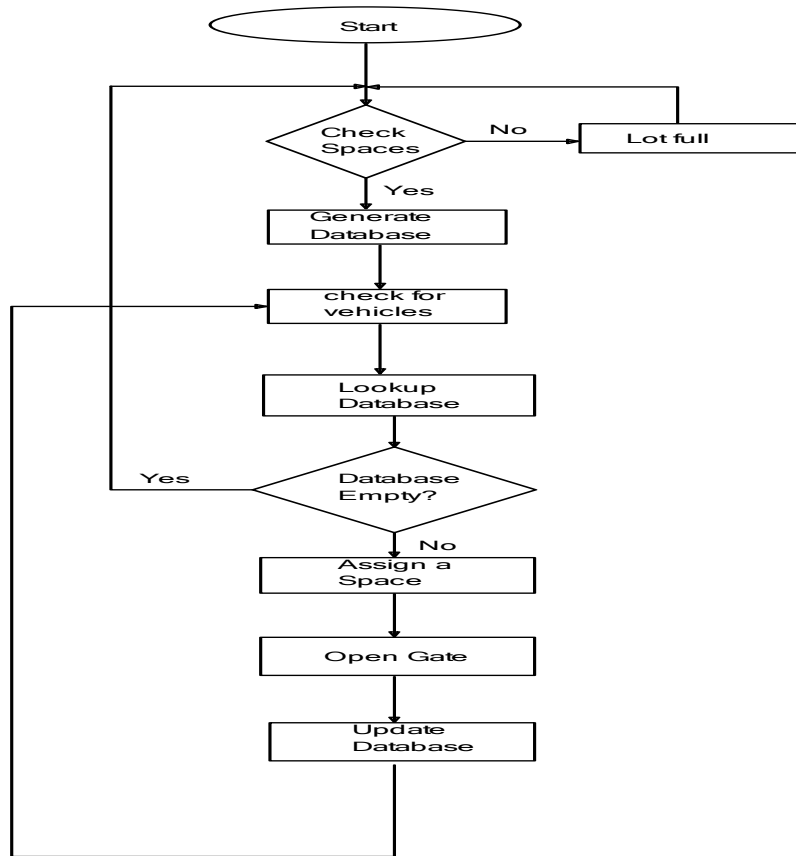 Start
Check
Spaces
No
Lot full
Yes
Generate
Database
check for
vehicles
Lookup
Database
Yes
Database
Empty?
No
Assign a
Space
Open Gate
Update
Database